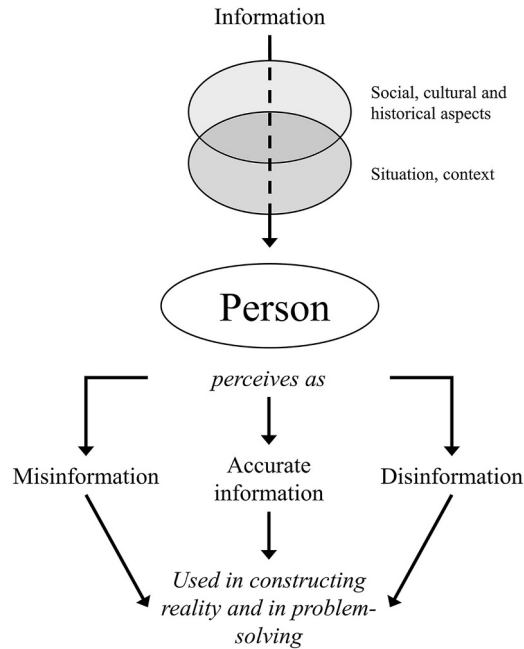 Information
Social, cultural and
historical aspects
Situation, context
Person
perceives as
Misinformation
Accurate
information
Disinformation
Used in constructing
reality and in problem-
solving